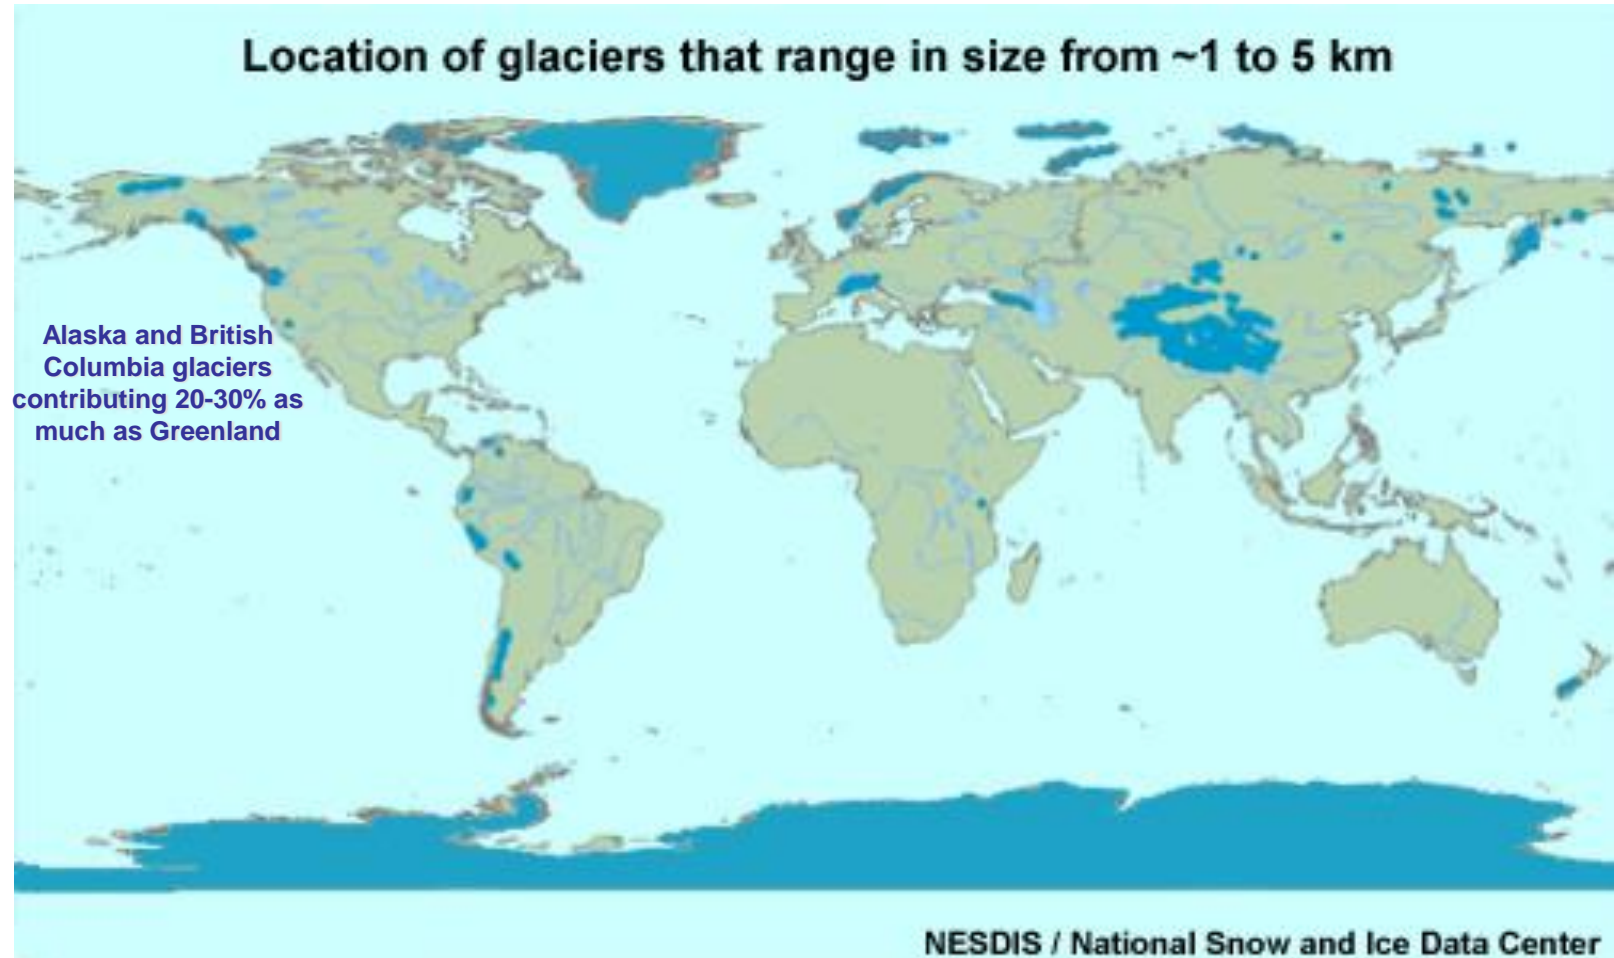 Location of glaciers that range in size from ~1 to 5 km
Alaska and British
Columbia glaciers
contributing 20-30% as
much as Greenland
NESDIS / National Snow and Ice Data Center